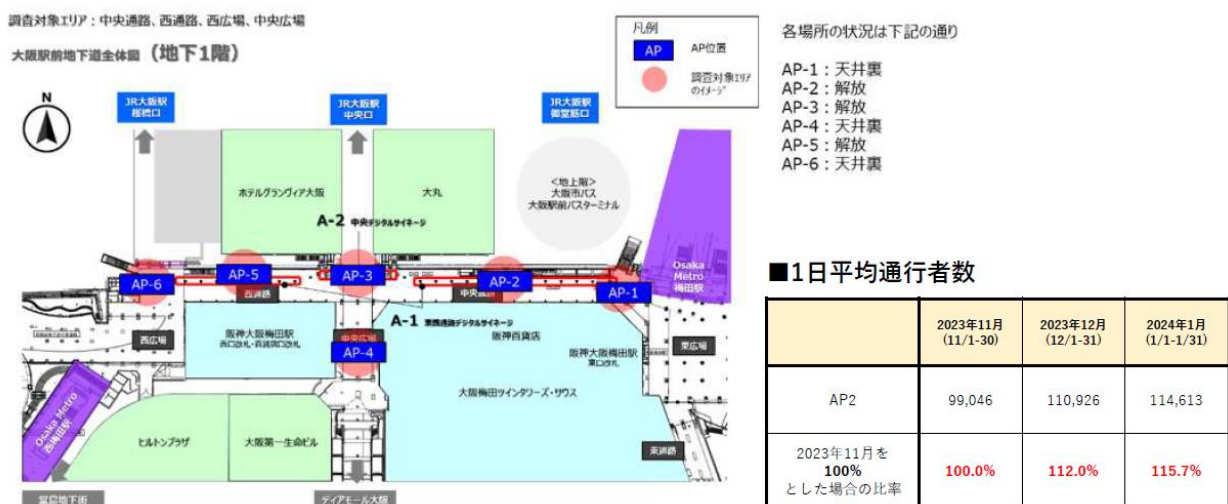 調査対象エリア：中央通路、西通路、西広場、中央広場
大阪駅前地下道全体図（地下1階）
凡例
AP AP位置
調査対象エリア
のイメージ
各場所の状況は下記の通り
AP-1：天井裏
AP-2：解放
AP-3：解放
AP-4：天井裏
AP-5：解放
AP-6：天井裏
N
JR大阪駅
桜橋口
JR大阪駅
中央口
JR大阪駅
御堂筋口
ホテルグランヴィア大阪
大丸
<地上階>
大阪市バス
大阪駅前バスターミナル
A-2 中央デジタルサイネージ
Osaka
Metro
梅田駅
AP-6
AP-5
AP-3
AP-2
AP-1
西通路
A-1 東西通路デジタルサイネージ
西広場
阪神大阪梅田駅
西口改札・百貨店口改札
中央広場
AP-4
阪神百貨店
阪神大阪梅田駅
東口改札
東広場
大阪梅田ツインタワーズ・サウス
Osaka Metro
西梅田駅
ヒルトンプラザ
大阪第一生命ビル
東通路
堂島地下街
ディアモール大阪
■1日平均通行者数
2023年11月
(11/1-30)
2023年12月
(12/1-31)
2024年1月
(1/1-1/31)
AP2 99,046 110,926 114,613
2023年11月を
100%
とした場合の比率
100.0% 112.0% 115.7%